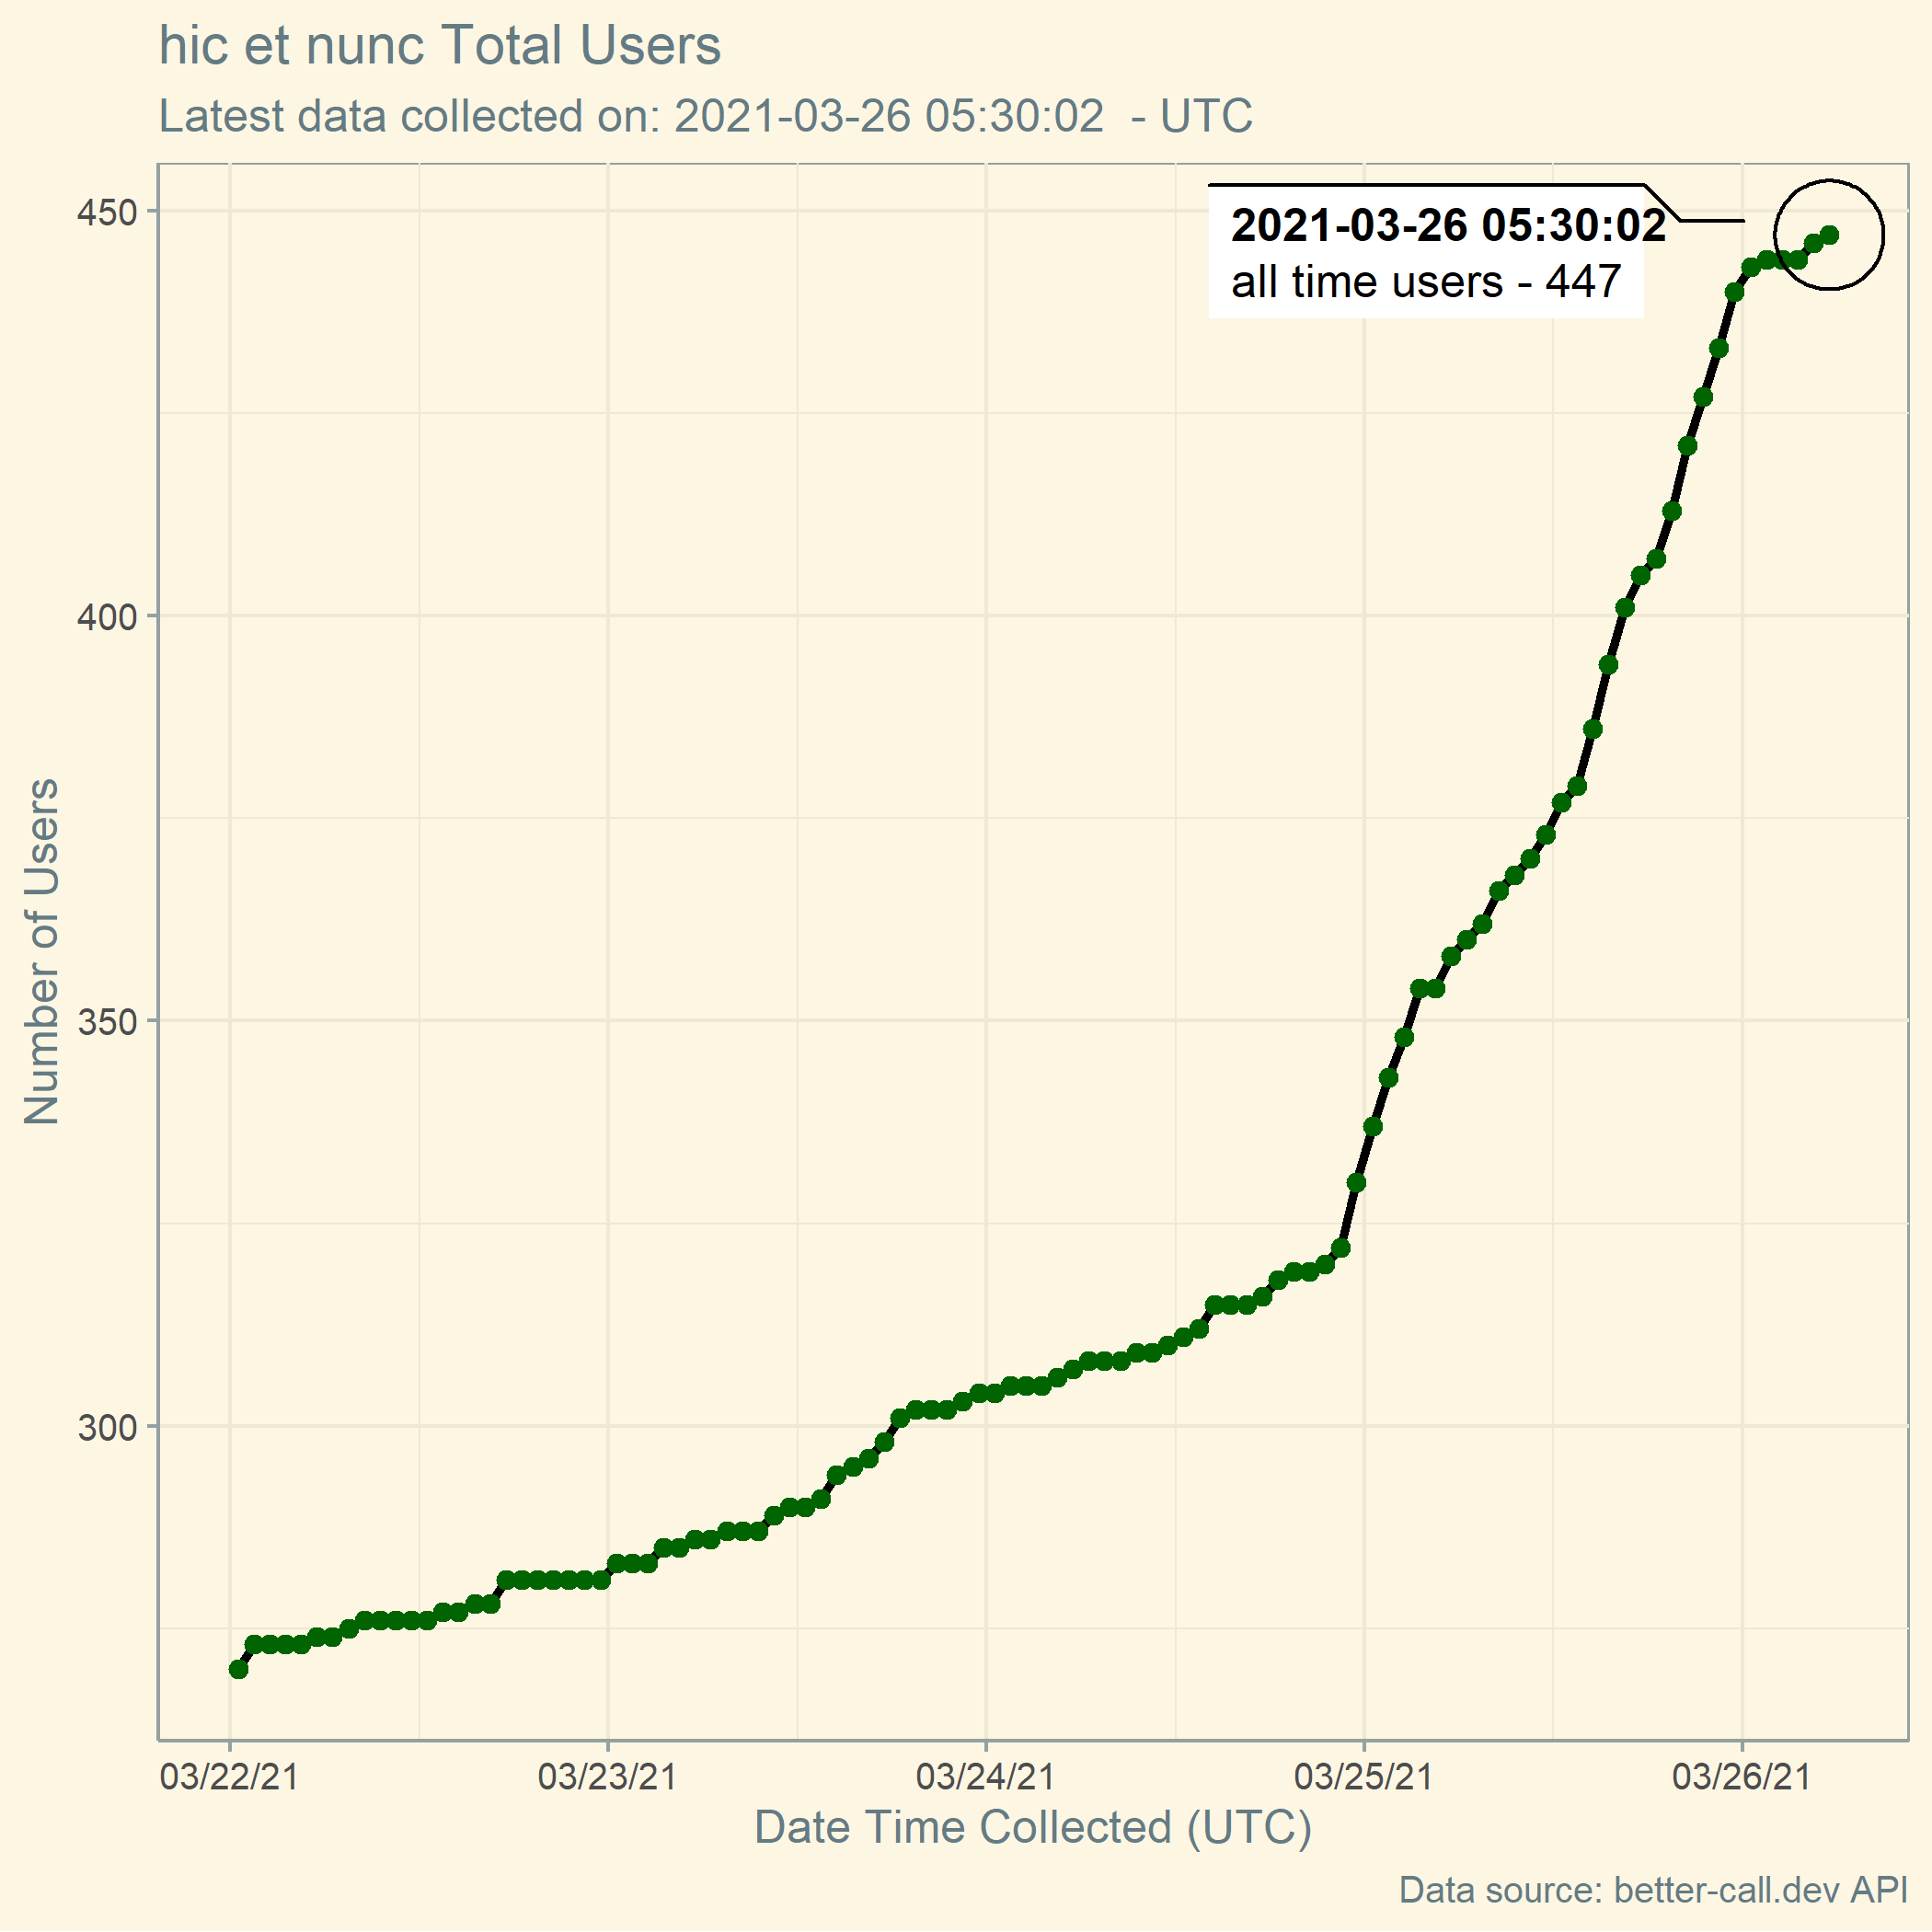 hic et nunc Total Users
Latest data collected on: 2021-03-26 05:30:02  - UTC
2021-03-26 05:30:02
all time users - 447
450
400
350
300
Number of Users
03/22/21 03/23/21 03/24/21 03/25/21 03/26/21
Date Time Collected (UTC)
Data source: better-call.dev API